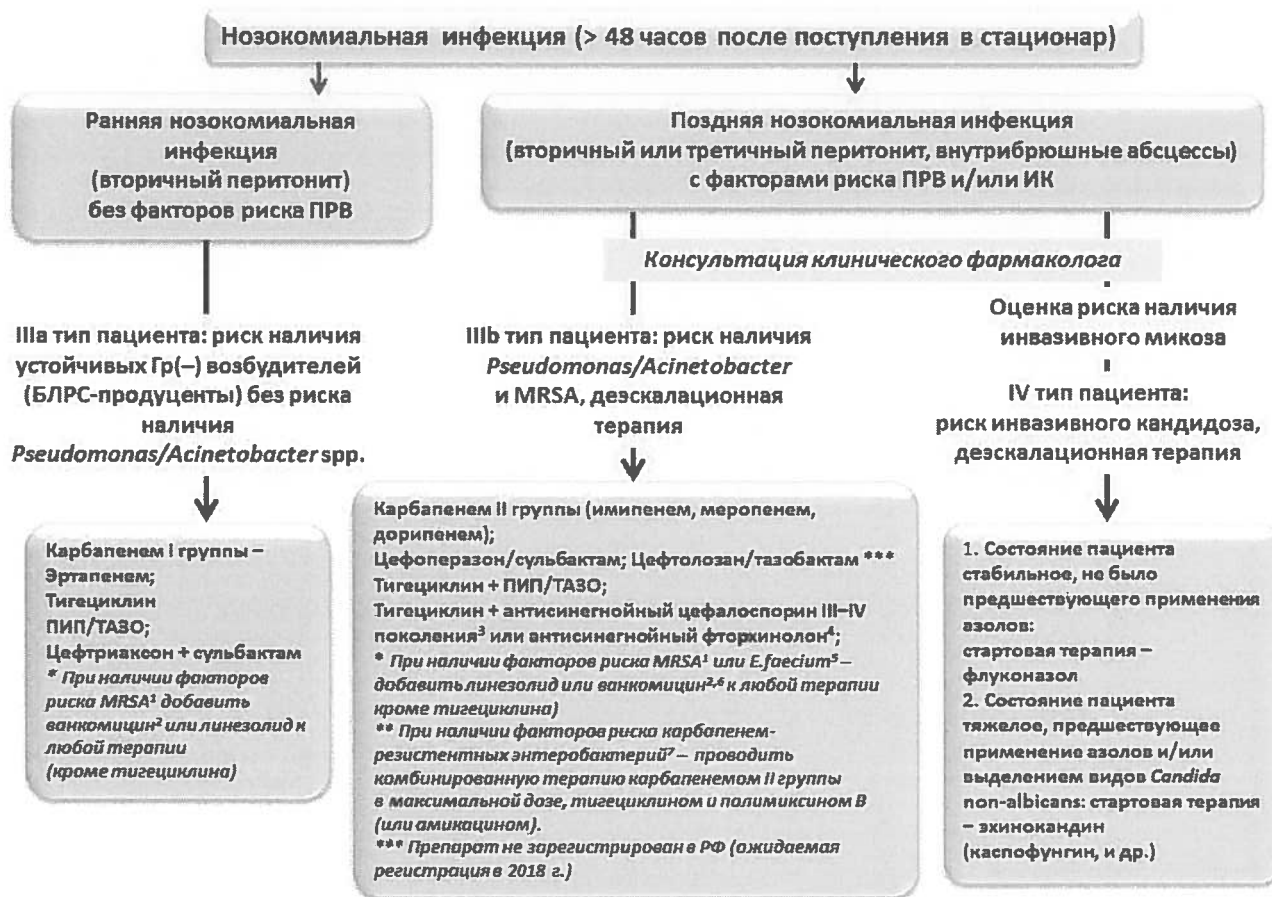 Нозокомиальная инфекция (> 48 часов после поступления в стационар)
Ранняя нозокомиальная
инфекция
(вторичный перитонит)
без факторов риска ПРВ
Поздняя нозокомиальная инфекция
(вторичный или третичный перитонит, внутрибрюшные абсцессы)
с факторами риска ПРВ и/или ИК
Консультация клинического фармаколога
IIIa тип пациента: риск наличия
устойчивых Гр(–) возбудителей
(БЛРС-продуценты) без риска
наличия
Pseudomonas/Acinetobacter spp.
IIIb тип пациента: риск наличия
Pseudomonas/Acinetobacter
и MRSA, деэскалационная
терапия
Оценка риска наличия
инвазивного микоза
IV тип пациента:
риск инвазивного кандидоза,
деэскалационная терапия
Карбапенем I группы –
Эртапенем;
Тигециклин
ПИП/ТАЗО;
Цефтриаксон + сульбактам
* При наличии факторов
риска MRSA¹ добавить
ванкомицин² или линезолид к
любой терапии
(кроме тигециклина)
Карбапенем II группы (имипенем, меропенем,
дорипенем);
Цефоперазон/сульбактам; Цефтолозан/тазобактам ***
Тигециклин + ПИП/ТАЗО;
Тигециклин + антисинегнойный цефалоспорин III–IV
поколения³ или антисинегнойный фторхинолон⁴;
* При наличии факторов риска MRSA¹ или E.faecium⁵ –
добавить линезолид или ванкомицин²,⁶ к любой терапии
кроме тигециклина)
** При наличии факторов риска карбапенем-
резистентных энтеробактерий⁷ – проводить
комбинированную терапию карбапенемом II группы
в максимальной дозе, тигециклином и полимиксином В
(или амикацином).
*** Препарат не зарегистрирован в РФ (ожидаемая
регистрация в 2018 г.)
1. Состояние пациента
стабильное, не было
предшествующего применения
азолов:
стартовая терапия –
флуконазол
2. Состояние пациента
тяжелое, предшествующее
применение азолов и/или
выделением видов Candida
non-albicans: стартовая терапия
– эхинокандин
(каспофунгин, и др.)